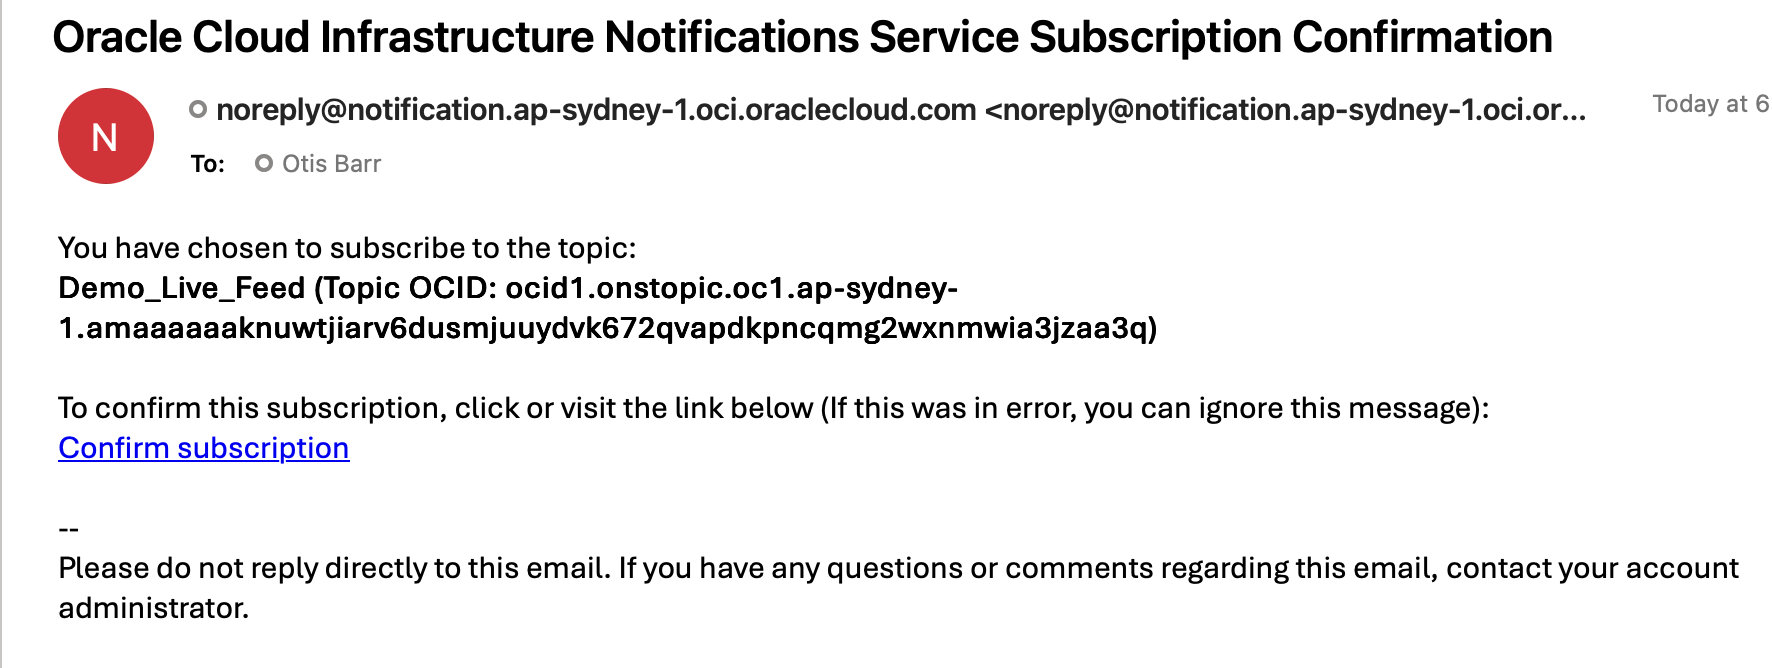 Oracle Cloud Infrastructure Notifications Service Subscription Confirmation
N
noreply@notification.ap-sydney-1.oci.oraclecloud.com <noreply@notification.ap-sydney-1.oci.or...
Today at 6
To: Otis Barr
You have chosen to subscribe to the topic:
Demo_Live_Feed (Topic OCID: ocid1.onstopic.oc1.ap-sydney-
1.amaaaaaaknuwtjiarv6dusmjuuydvk672qvapdkpncqmg2wxnmwia3jzaa3q)
To confirm this subscription, click or visit the link below (If this was in error, you can ignore this message):
Confirm subscription
--
Please do not reply directly to this email. If you have any questions or comments regarding this email, contact your account
administrator.